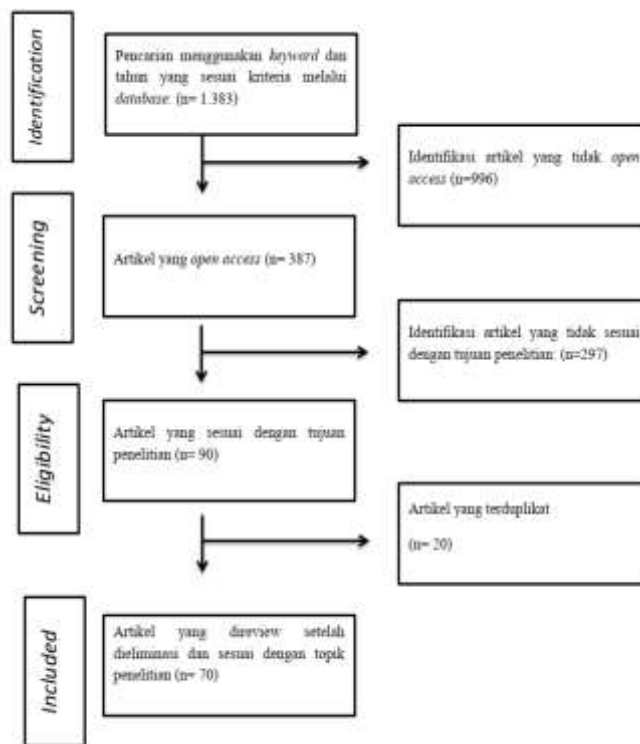 Identification
Pencarian menggunakan keyword dan
tahun yang sesuai kriteria melalui
database. (n= 1.383)
Identifikasi artikel yang tidak open
access (n=996)
Screening
Artikel yang open access (n= 387)
Identifikasi artikel yang tidak sesuai
dengan tujuan penelitian. (n=297)
Eligibility
Artikel yang sesuai dengan tujuan
penelitian (n= 90)
Artikel yang terduplikat
(n= 20)
Included
Artikel yang direview setelah
dieliminasi dan sesuai dengan topik
penelitian (n= 70)